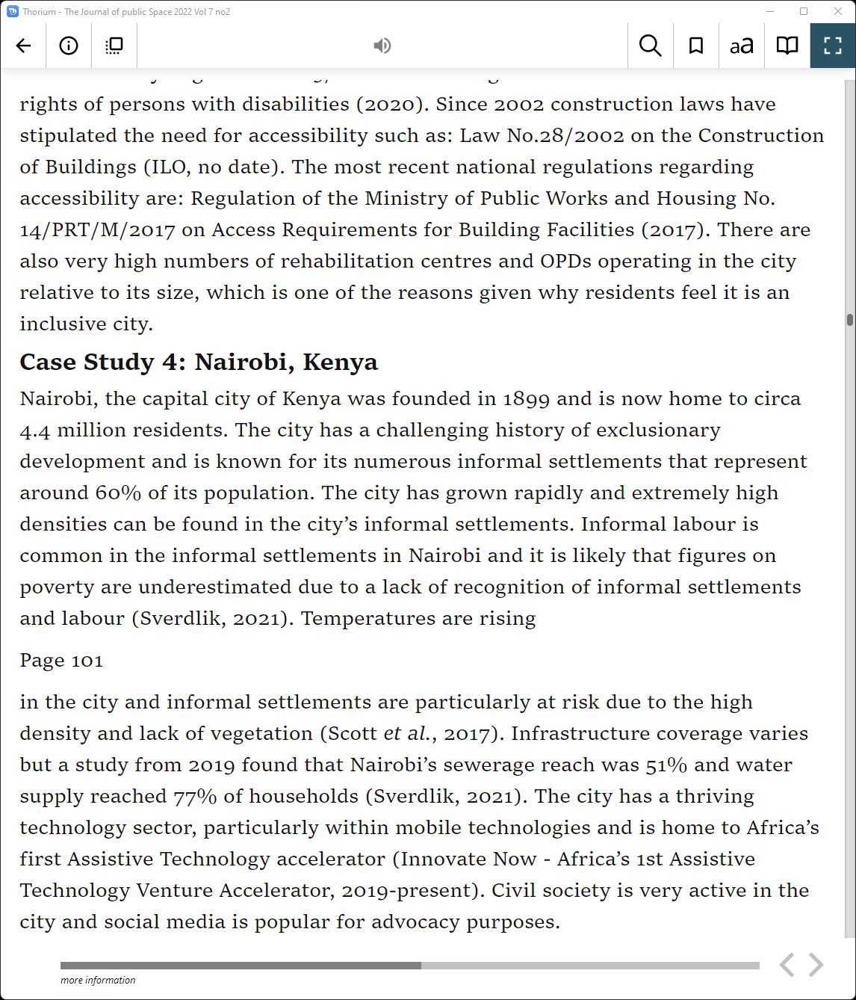 Thorium - The Journal of public Space 2022 Vol 7 no2
aa
rights of persons with disabilities (2020). Since 2002 construction laws have
stipulated the need for accessibility such as: Law No.28/2002 on the Construction
of Buildings (ILO, no date). The most recent national regulations regarding
accessibility are: Regulation of the Ministry of Public Works and Housing No.
14/PRT/M/2017 on Access Requirements for Building Facilities (2017). There are
also very high numbers of rehabilitation centres and OPDs operating in the city
relative to its size, which is one of the reasons given why residents feel it is an
inclusive city.
Case Study 4: Nairobi, Kenya
Nairobi, the capital city of Kenya was founded in 1899 and is now home to circa
4.4 million residents. The city has a challenging history of exclusionary
development and is known for its numerous informal settlements that represent
around 60% of its population. The city has grown rapidly and extremely high
densities can be found in the city’s informal settlements. Informal labour is
common in the informal settlements in Nairobi and it is likely that figures on
poverty are underestimated due to a lack of recognition of informal settlements
and labour (Sverdlik, 2021). Temperatures are rising
Page 101
in the city and informal settlements are particularly at risk due to the high
density and lack of vegetation (Scott et al., 2017). Infrastructure coverage varies
but a study from 2019 found that Nairobi’s sewerage reach was 51% and water
supply reached 77% of households (Sverdlik, 2021). The city has a thriving
technology sector, particularly within mobile technologies and is home to Africa’s
first Assistive Technology accelerator (Innovate Now - Africa’s 1st Assistive
Technology Venture Accelerator, 2019-present). Civil society is very active in the
city and social media is popular for advocacy purposes.
more information